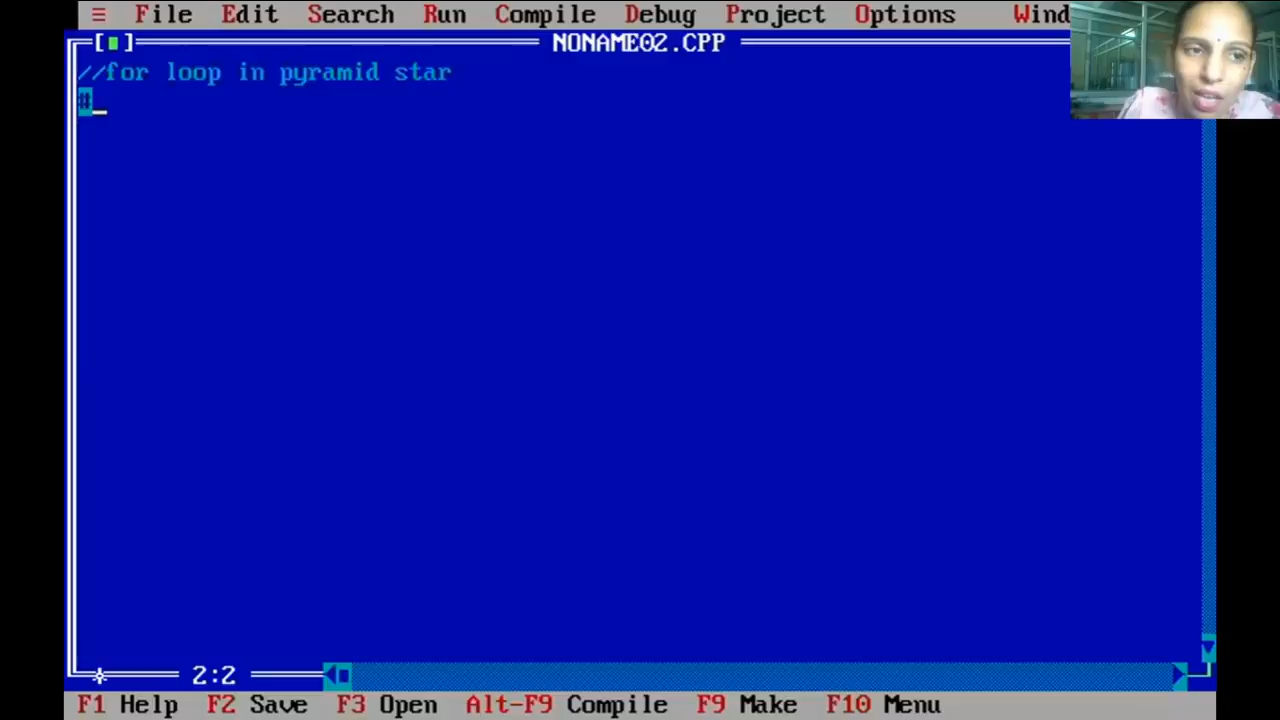 ≡ File Edit Search Run Compile Debug Project Options Wind
[■] NONAME02.CPP
//for loop in pyramid star
#_
2:2
F1 Help F2 Save F3 Open Alt-F9 Compile F9 Make F10 Menu